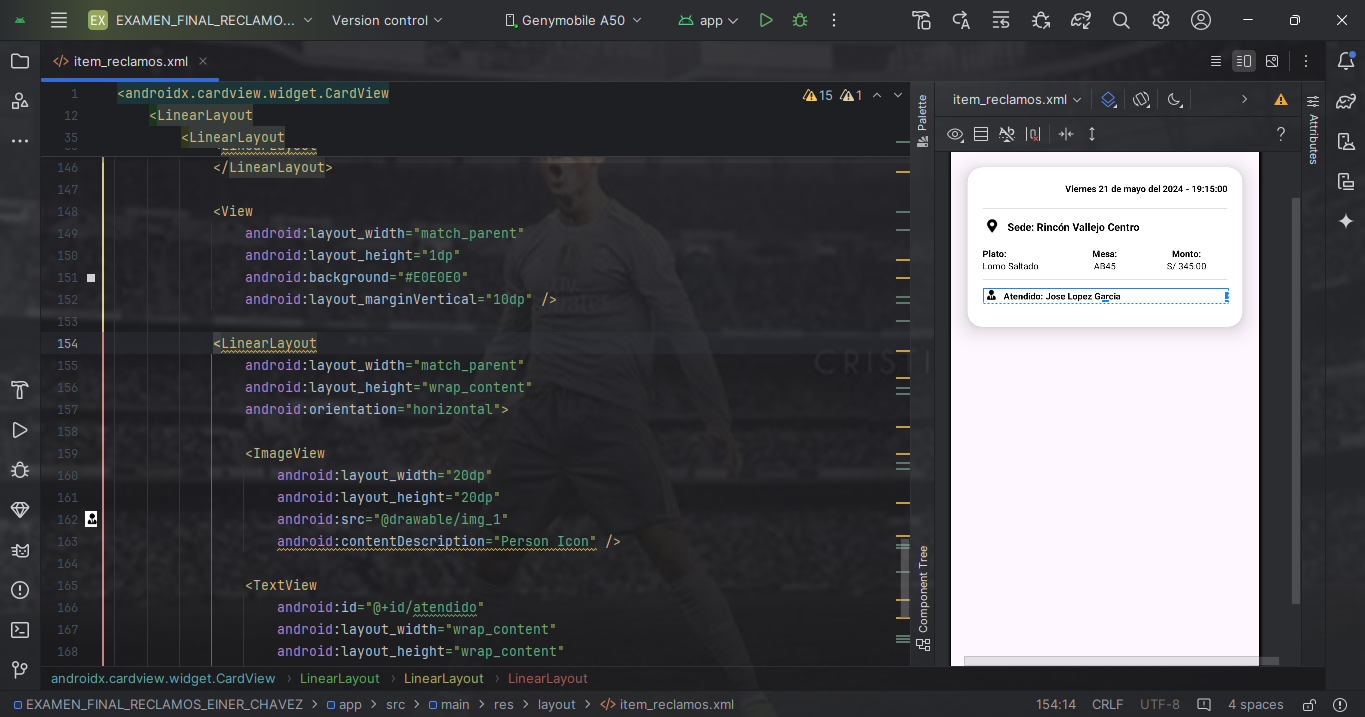 EX EXAMEN_FINAL_RECLAMO... Version control Genymobile A50 app
item_reclamos.xml
1 <androidx.cardview.widget.CardView
12 <LinearLayout
35 <LinearLayout
15 1
146 </LinearLayout>
147
148 <View
149 android:layout_width="match_parent"
150 android:layout_height="1dp"
151 android:background="#E0E0E0"
152 android:layout_marginVertical="10dp" />
153
154 <LinearLayout
155 android:layout_width="match_parent"
156 android:layout_height="wrap_content"
157 android:orientation="horizontal">
158
159 <ImageView
160 android:layout_width="20dp"
161 android:layout_height="20dp"
162 android:src="@drawable/img_1"
163 android:contentDescription="Person Icon" />
164
165 <TextView
166 android:id="@+id/atendido"
167 android:layout_width="wrap_content"
168 android:layout_height="wrap_content"
Palette
Component Tree
item_reclamos.xml
?
Attributes
Viernes 21 de mayo del 2024 - 19:15:00
Sede: Rincón Vallejo Centro
Plato: Mesa: Monto:
Lomo Saltado AB45 S/ 345.00
Atendido: Jose Lopez Garcia
androidx.cardview.widget.CardView LinearLayout LinearLayout LinearLayout
EXAMEN_FINAL_RECLAMOS_EINER_CHAVEZ app src main res layout item_reclamos.xml 154:14 CRLF UTF-8 4 spaces